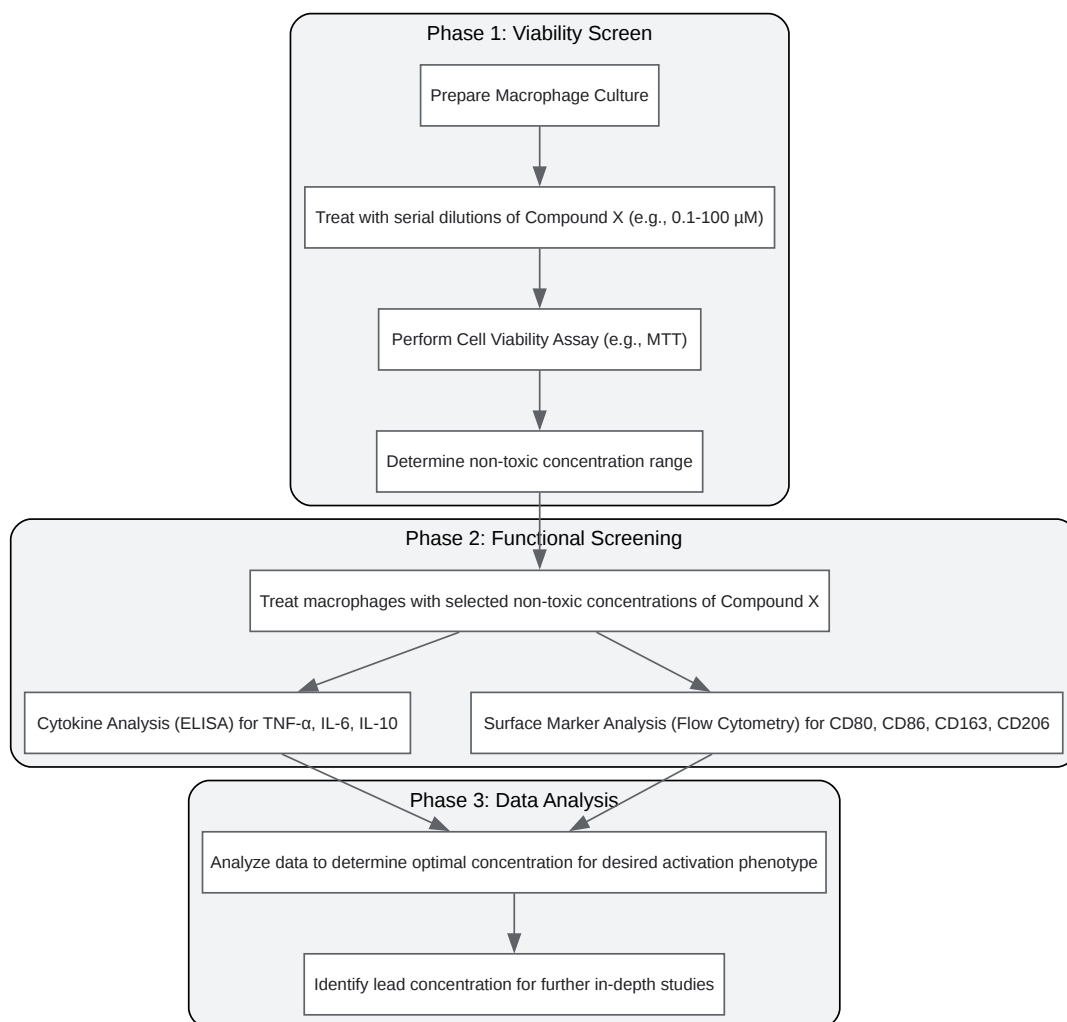 Phase 1: Viability Screen
Prepare Macrophage Culture
Treat with serial dilutions of Compound X (e.g., 0.1-100 µM)
Perform Cell Viability Assay (e.g., MTT)
Determine non-toxic concentration range
Phase 2: Functional Screening
Treat macrophages with selected non-toxic concentrations of Compound X
Cytokine Analysis (ELISA) for TNF-α, IL-6, IL-10
Surface Marker Analysis (Flow Cytometry) for CD80, CD86, CD163, CD206
Phase 3: Data Analysis
Analyze data to determine optimal concentration for desired activation phenotype
Identify lead concentration for further in-depth studies